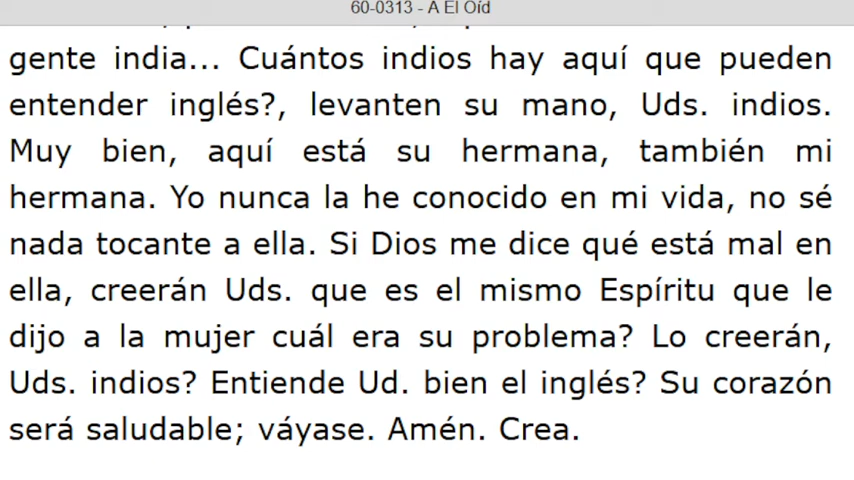 60-0313 - A El Oíd
gente india... Cuántos indios hay aquí que pueden
entender inglés?, levanten su mano, Uds. indios.
Muy bien, aquí está su hermana, también mi
hermana. Yo nunca la he conocido en mi vida, no sé
nada tocante a ella. Si Dios me dice qué está mal en
ella, creerán Uds. que es el mismo Espíritu que le
dijo a la mujer cuál era su problema? Lo creerán,
Uds. indios? Entiende Ud. bien el inglés? Su corazón
será saludable; váyase. Amén. Crea.